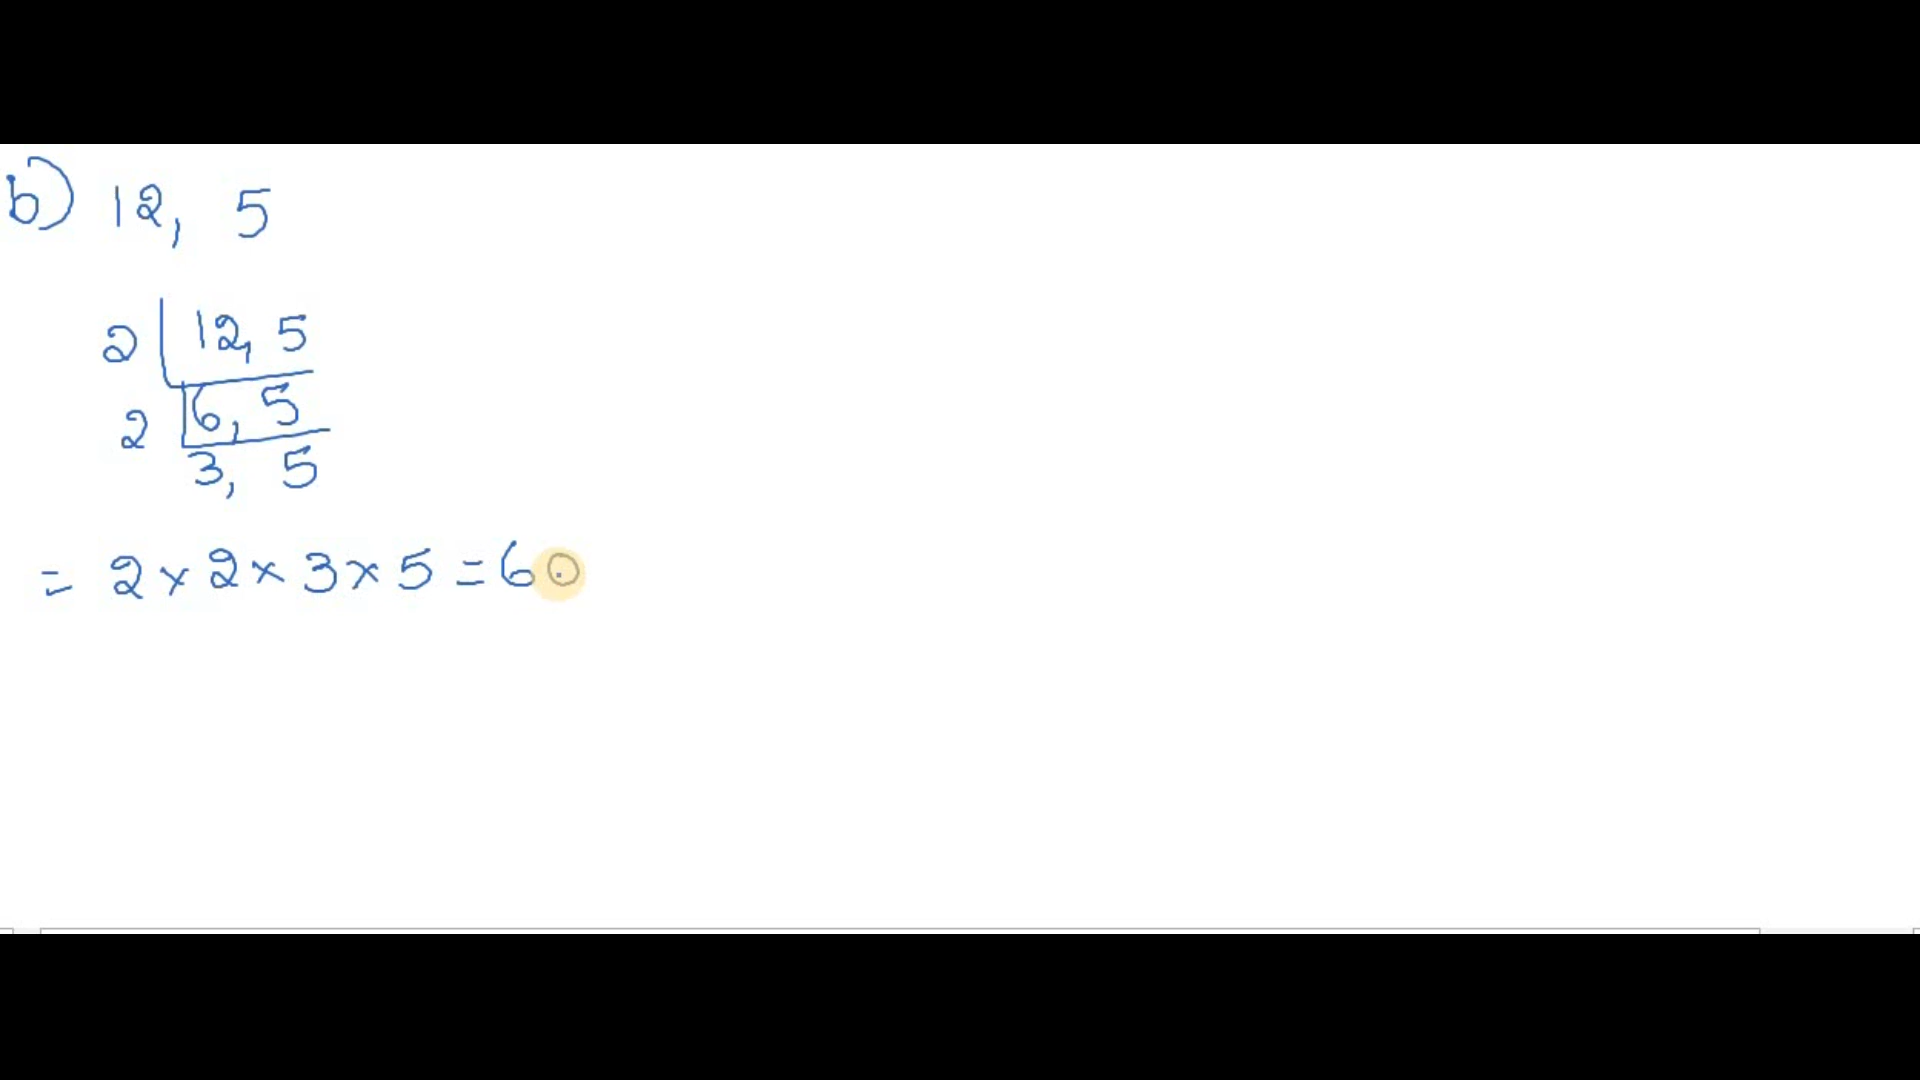 b) 12, 5
2 | 12, 5
2 | 6, 5
3, 5
= 2 × 2 × 3 × 5 = 60